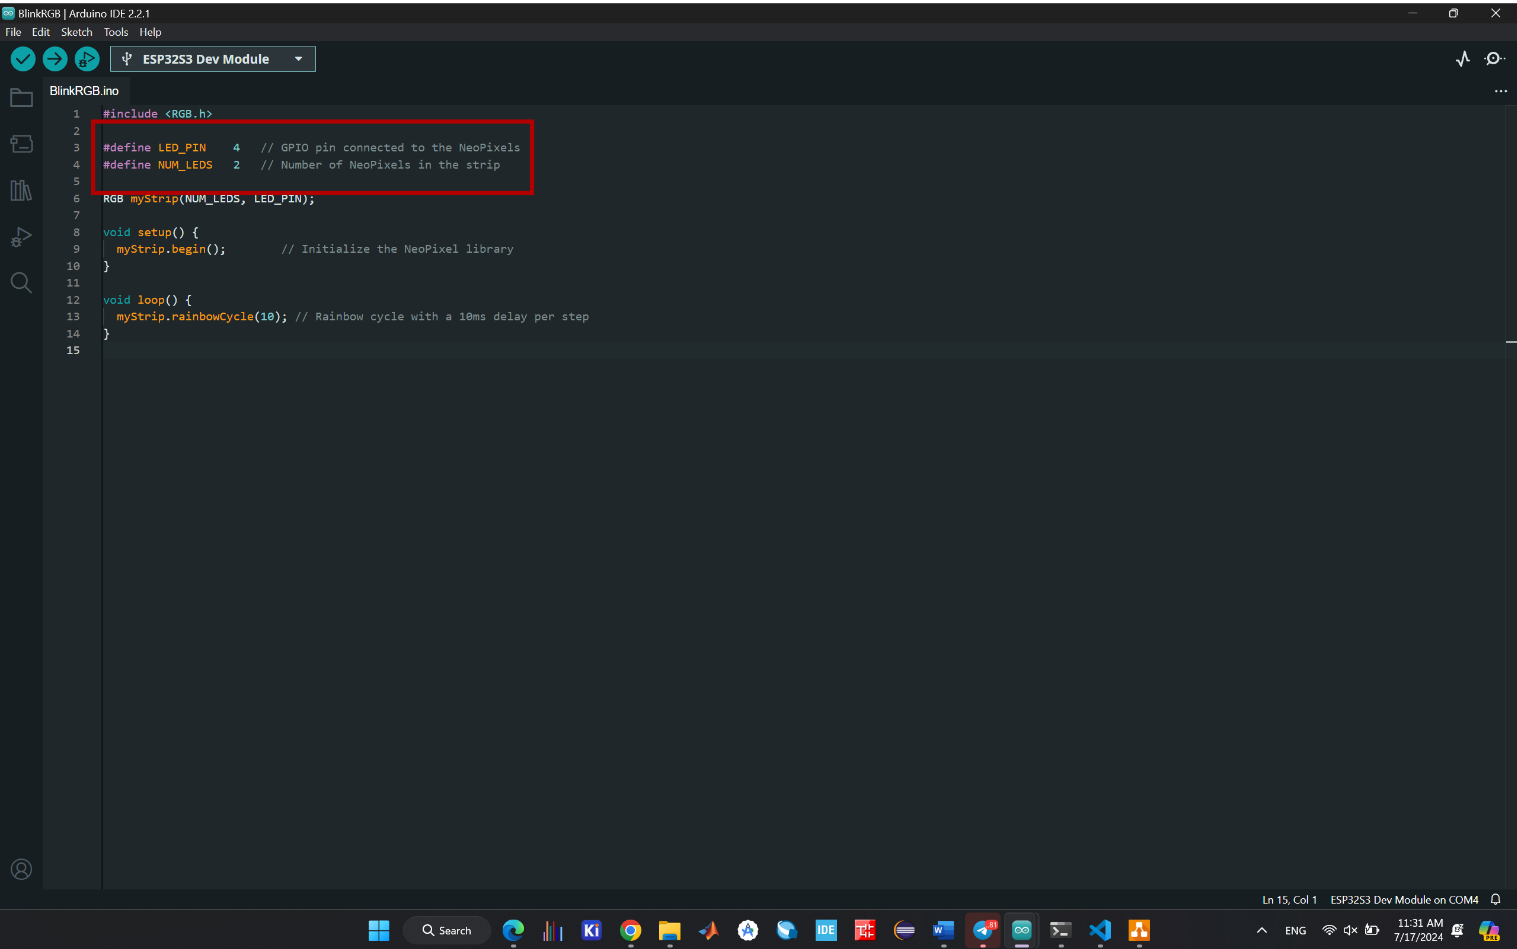 BlinkRGB | Arduino IDE 2.2.1
File Edit Sketch Tools Help
ESP32S3 Dev Module
BlinkRGB.ino
1 #include <RGB.h>
2
3 #define LED_PIN    4   // GPIO pin connected to the NeoPixels
4 #define NUM_LEDS   2   // Number of NeoPixels in the strip
5
6 RGB myStrip(NUM_LEDS, LED_PIN);
7
8 void setup() {
9   myStrip.begin();        // Initialize the NeoPixel library
10 }
11
12 void loop() {
13   myStrip.rainbowCycle(10); // Rainbow cycle with a 10ms delay per step
14 }
15
Ln 15, Col 1 ESP32S3 Dev Module on COM4
Search
Ki
IDE
W
81
ENG
11:31 AM
7/17/2024
PRE